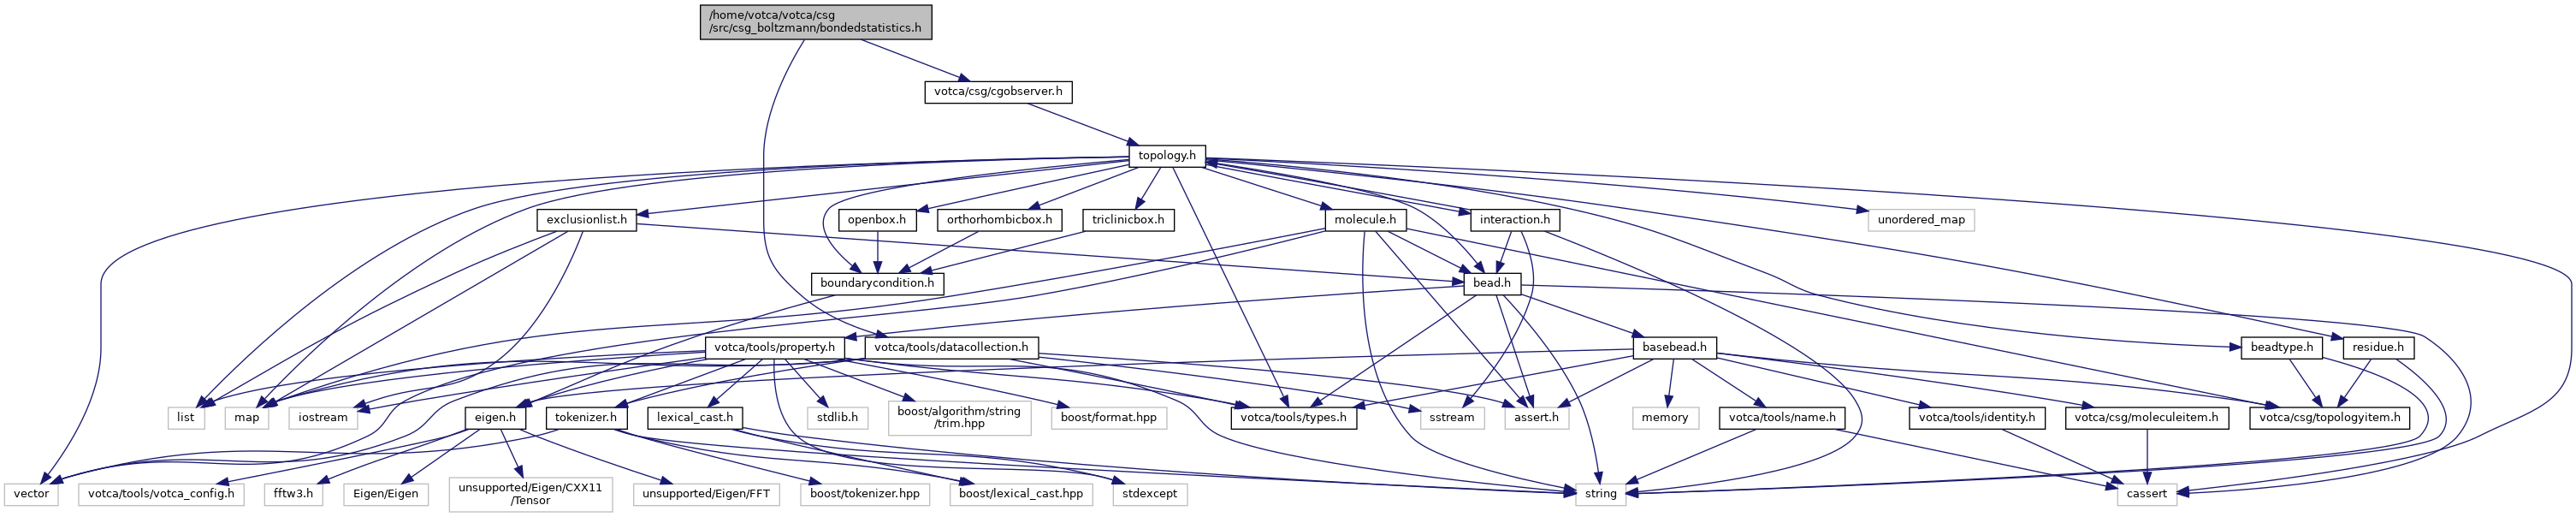 /home/votca/votca/csg
/src/csg_boltzmann/bondedstatistics.h
votca/csg/cgobserver.h
topology.h
exclusionlist.h
openbox.h
orthorhombicbox.h
triclinicbox.h
molecule.h
interaction.h
unordered_map
boundarycondition.h
bead.h
votca/tools/property.h
votca/tools/datacollection.h
basebead.h
beadtype.h
residue.h
list
map
iostream
eigen.h
tokenizer.h
lexical_cast.h
stdlib.h
boost/algorithm/string
/trim.hpp
boost/format.hpp
votca/tools/types.h
sstream
assert.h
memory
votca/tools/name.h
votca/tools/identity.h
votca/csg/moleculeitem.h
votca/csg/topologyitem.h
vector
votca/tools/votca_config.h
fftw3.h
Eigen/Eigen
unsupported/Eigen/CXX11
/Tensor
unsupported/Eigen/FFT
boost/tokenizer.hpp
boost/lexical_cast.hpp
stdexcept
string
cassert